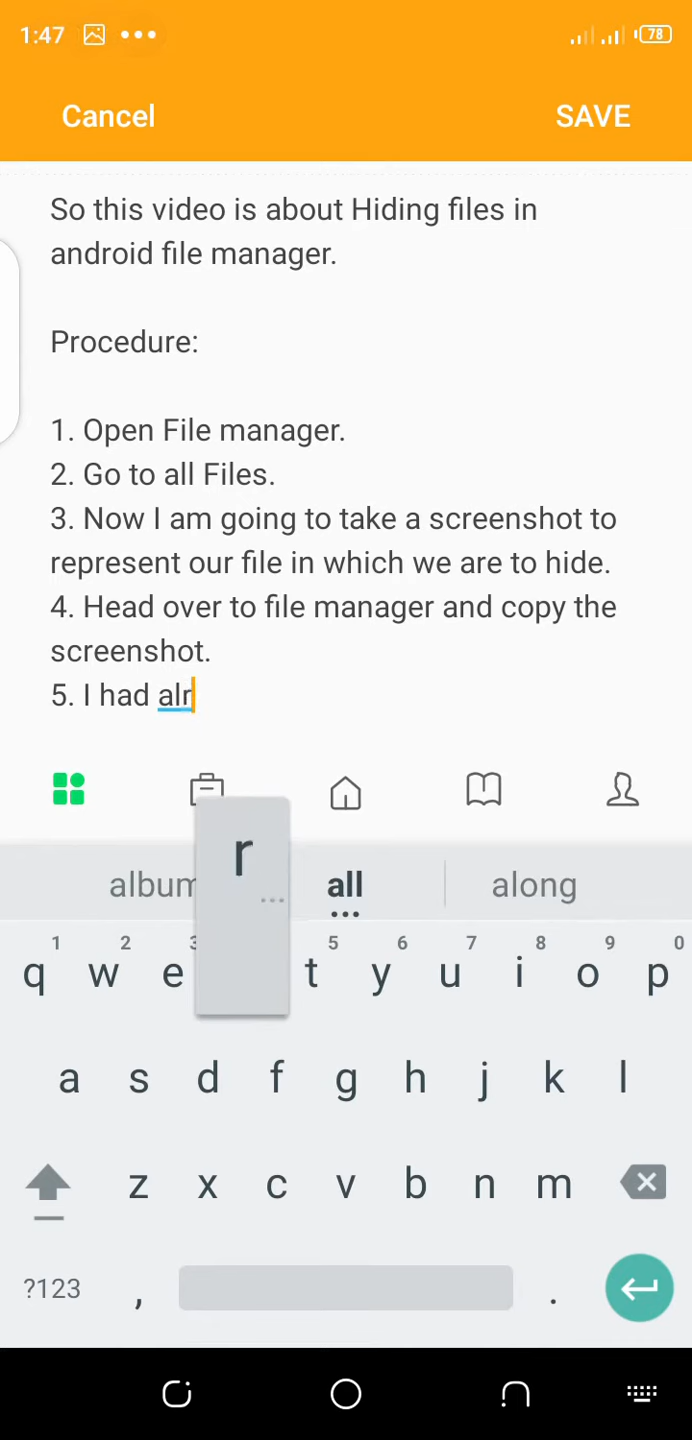 1:47 78
Cancel SAVE
So this video is about Hiding files in
android file manager.
Procedure:
1. Open File manager.
2. Go to all Files.
3. Now I am going to take a screenshot to
represent our file in which we are to hide.
4. Head over to file manager and copy the
screenshot.
5. I had alr
r
album all along
1 2 3 5 6 7 8 9 0
q w e t y u i o p
a s d f g h j k l
z x c v b n m
?123 , .